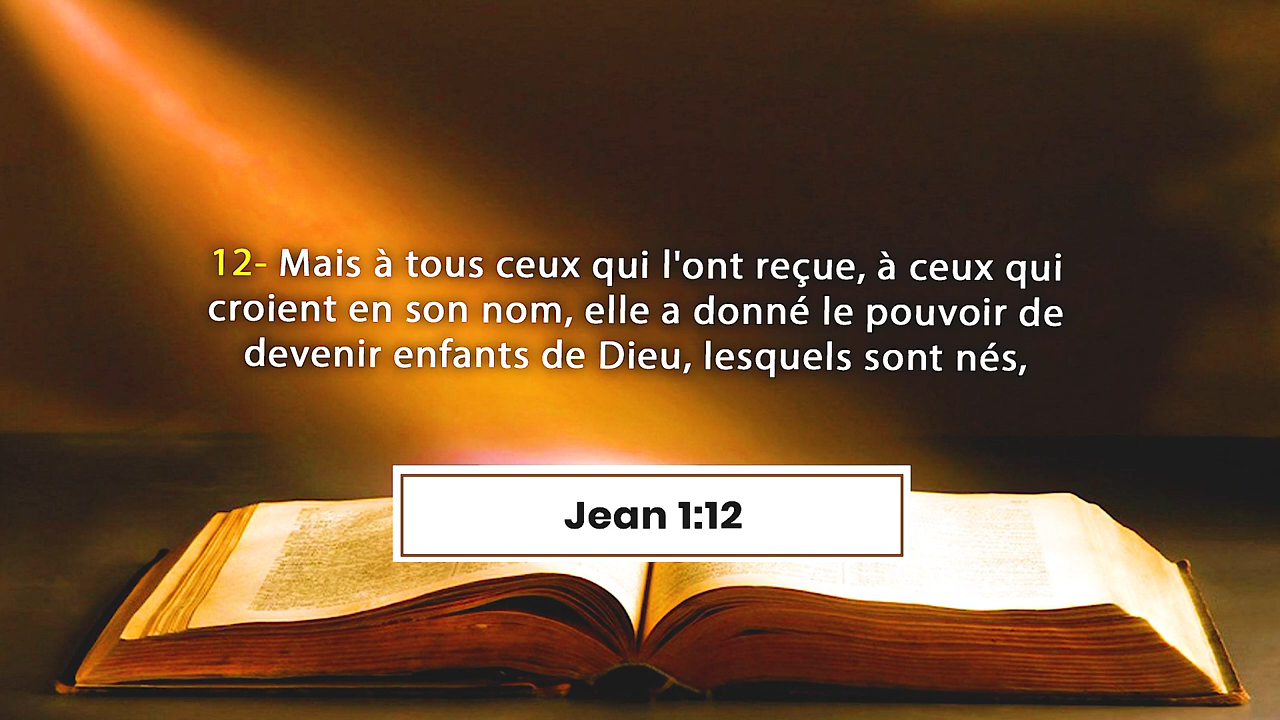 12- Mais à tous ceux qui l'ont reçue, à ceux qui
croient en son nom, elle a donné le pouvoir de
devenir enfants de Dieu, lesquels sont nés,
Jean 1:12